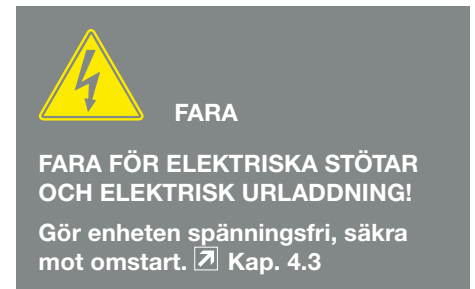 FARA
FARA FÖR ELEKTRISKA STÖTAR
OCH ELEKTRISK URLADDNING!
Gör enheten spänningsfri, säkra
mot omstart. Kap. 4.3